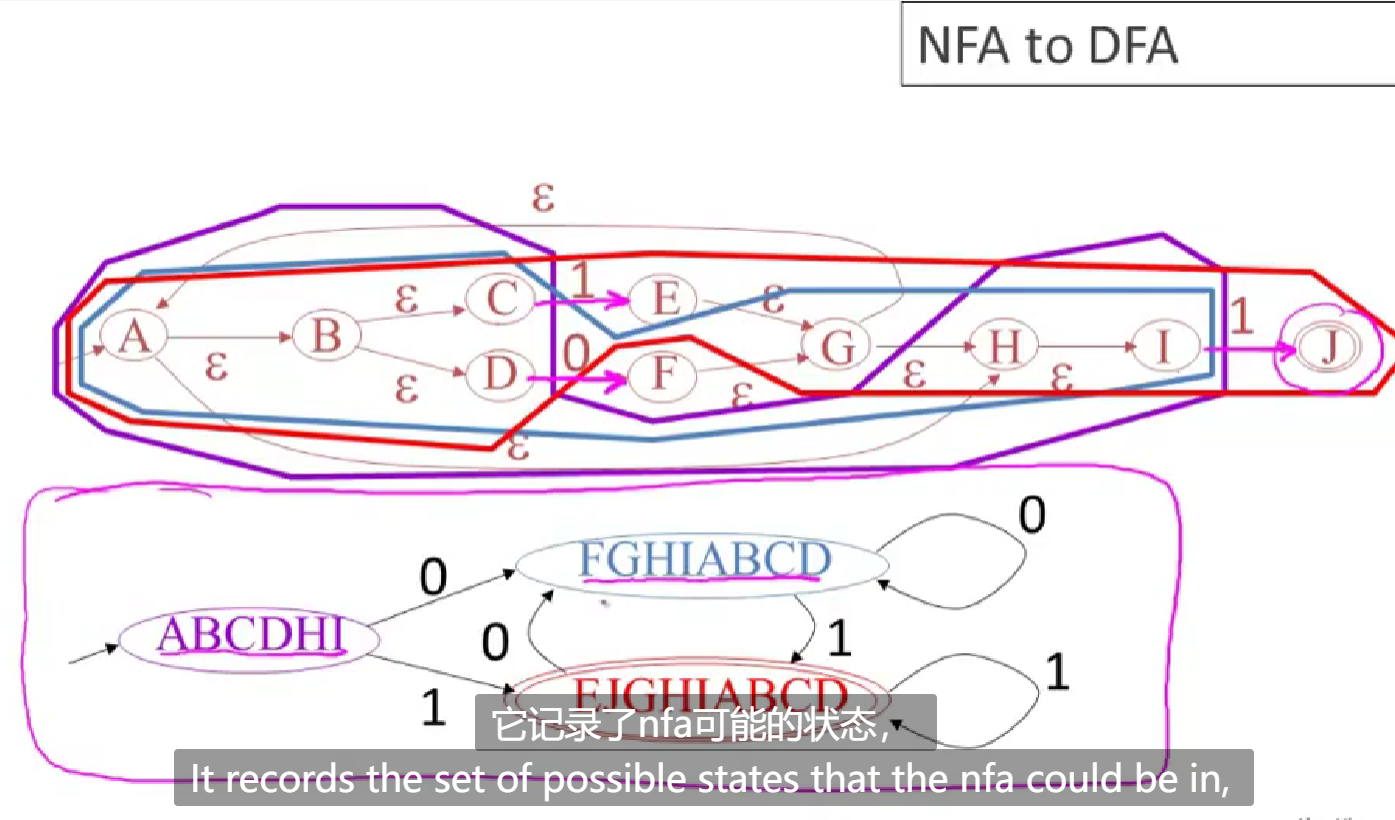 NFA to DFA
ε
C 1 E
ε ε
A B G H I 1 J
ε 0 ε ε
ε D F ε
ε
0
0 FGHIABCD
ABCDHI 0 1
1 EJGHIABCD 1
它记录了nfa可能的状态，
It records the set of possible states that the nfa could be in,